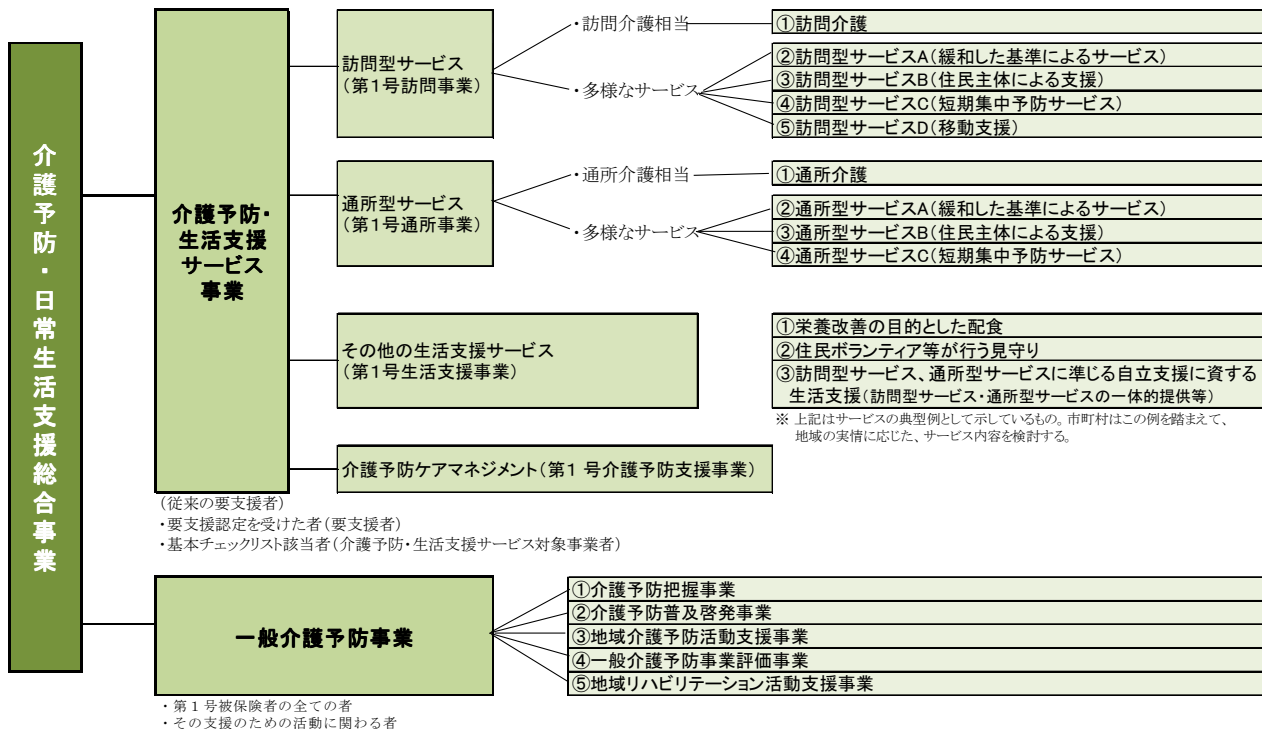 介護予防・日常生活支援総合事業
介護予防・
生活支援
サービス
事業
訪問型サービス
(第1号訪問事業)
・訪問介護相当
①訪問介護
・多様なサービス
②訪問型サービスA(緩和した基準によるサービス)
③訪問型サービスB(住民主体による支援)
④訪問型サービスC(短期集中予防サービス)
⑤訪問型サービスD(移動支援)
通所型サービス
(第1号通所事業)
・通所介護相当
①通所介護
・多様なサービス
②通所型サービスA(緩和した基準によるサービス)
③通所型サービスB(住民主体による支援)
④通所型サービスC(短期集中予防サービス)
その他の生活支援サービス
(第1号生活支援事業)
①栄養改善の目的とした配食
②住民ボランティア等が行う見守り
③訪問型サービス、通所型サービスに準じる自立支援に資する
生活支援(訪問型サービス・通所型サービスの一体的提供等)
※ 上記はサービスの典型例として示しているもの。市町村はこの例を踏まえて、
地域の実情に応じた、サービス内容を検討する。
介護予防ケアマネジメント(第1 号介護予防支援事業)
(従来の要支援者)
・要支援認定を受けた者(要支援者)
・基本チェックリスト該当者(介護予防・生活支援サービス対象事業者)
一般介護予防事業
①介護予防把握事業
②介護予防普及啓発事業
③地域介護予防活動支援事業
④一般介護予防事業評価事業
⑤地域リハビリテーション活動支援事業
・第1号被保険者の全ての者
・その支援のための活動に関わる者